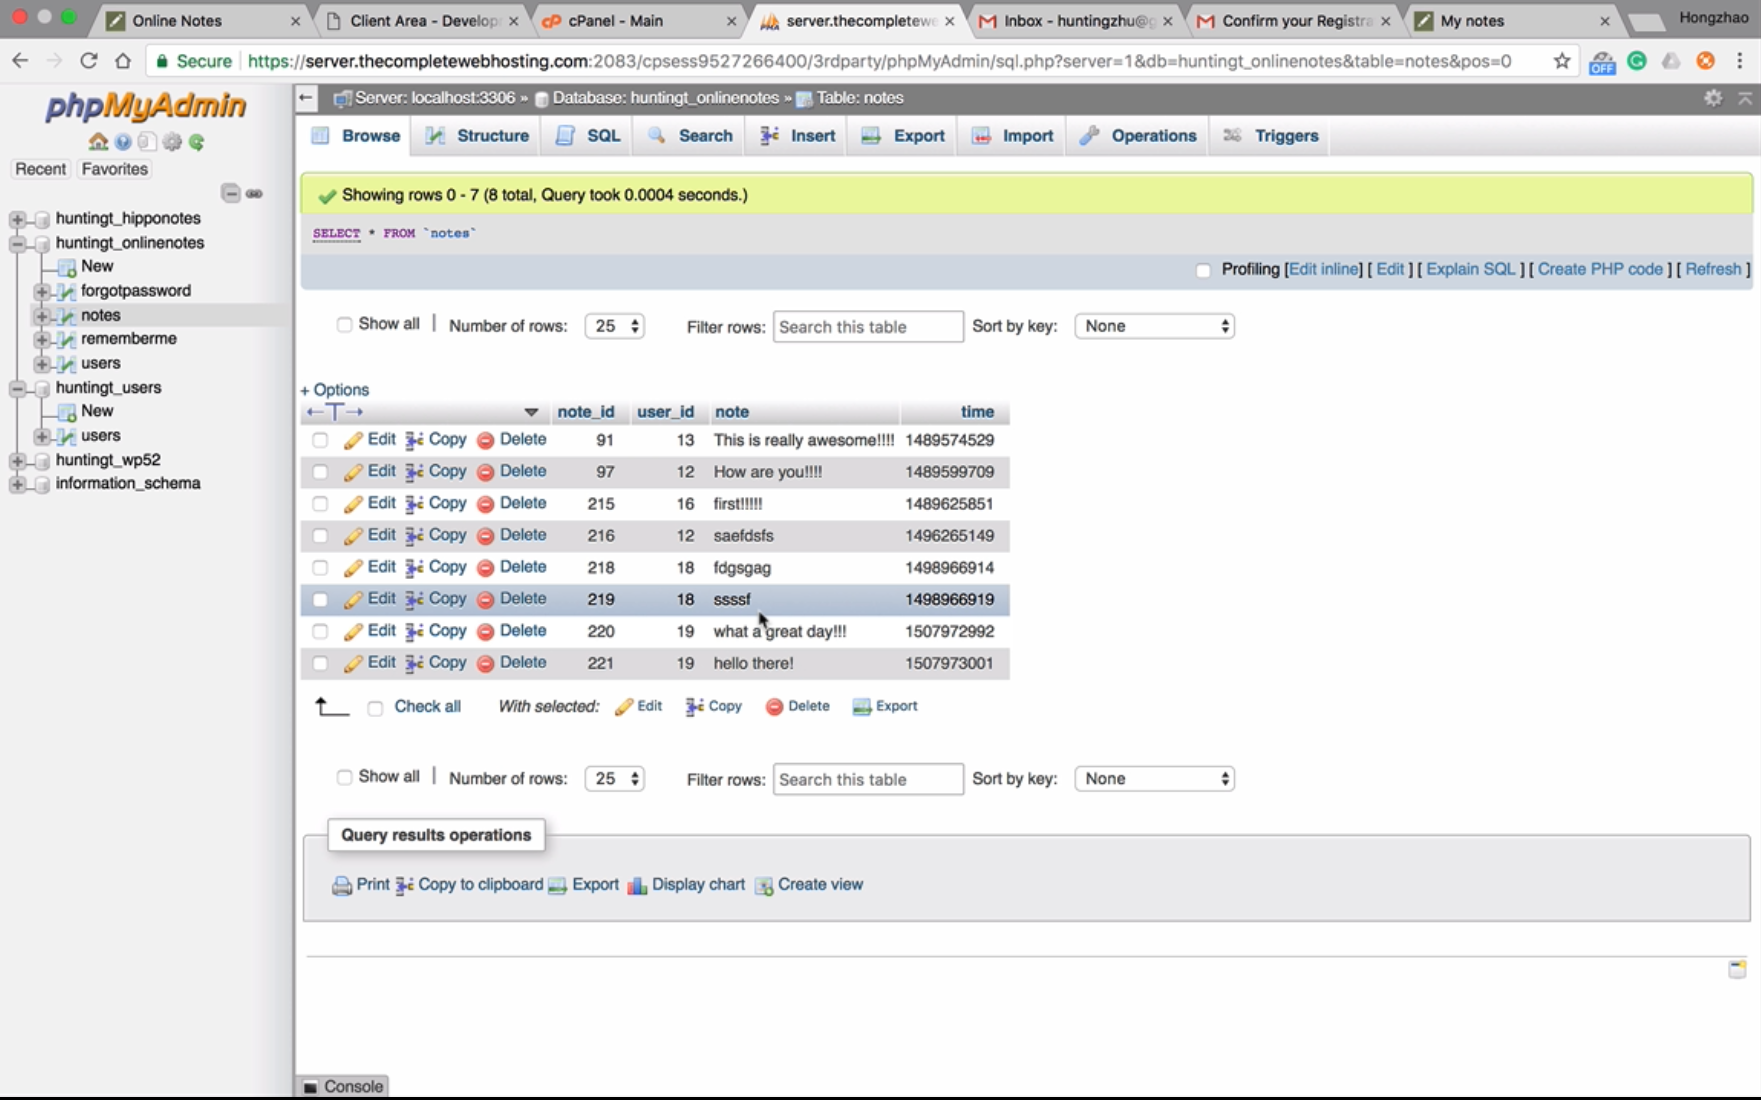 Online Notes
Client Area - Develop
cPanel - Main
server.thecompletewe
Inbox - huntingzhu@g
Confirm your Registra
My notes
Hongzhao
Secure https://server.thecompletewebhosting.com:2083/cpsess9527266400/3rdparty/phpMyAdmin/sql.php?server=1&db=huntingt_onlinenotes&table=notes&pos=0
OFF
phpMyAdmin
Recent Favorites
huntingt_hipponotes
huntingt_onlinenotes
New
forgotpassword
notes
rememberme
users
huntingt_users
New
users
huntingt_wp52
information_schema
Server: localhost:3306 » Database: huntingt_onlinenotes » Table: notes
Browse Structure SQL Search Insert Export Import Operations Triggers
Showing rows 0 - 7 (8 total, Query took 0.0004 seconds.)
SELECT * FROM `notes`
Profiling [Edit inline] [ Edit ] [ Explain SQL ] [ Create PHP code ] [ Refresh ]
Show all | Number of rows: 25 Filter rows: Search this table Sort by key: None
+ Options
note_id user_id note time
Edit Copy Delete 91 13 This is really awesome!!!! 1489574529
Edit Copy Delete 97 12 How are you!!!! 1489599709
Edit Copy Delete 215 16 first!!!!! 1489625851
Edit Copy Delete 216 12 saefdsfs 1496265149
Edit Copy Delete 218 18 fdgsgag 1498966914
Edit Copy Delete 219 18 ssssf 1498966919
Edit Copy Delete 220 19 what a great day!!! 1507972992
Edit Copy Delete 221 19 hello there! 1507973001
Check all With selected: Edit Copy Delete Export
Show all | Number of rows: 25 Filter rows: Search this table Sort by key: None
Query results operations
Print Copy to clipboard Export Display chart Create view
Console